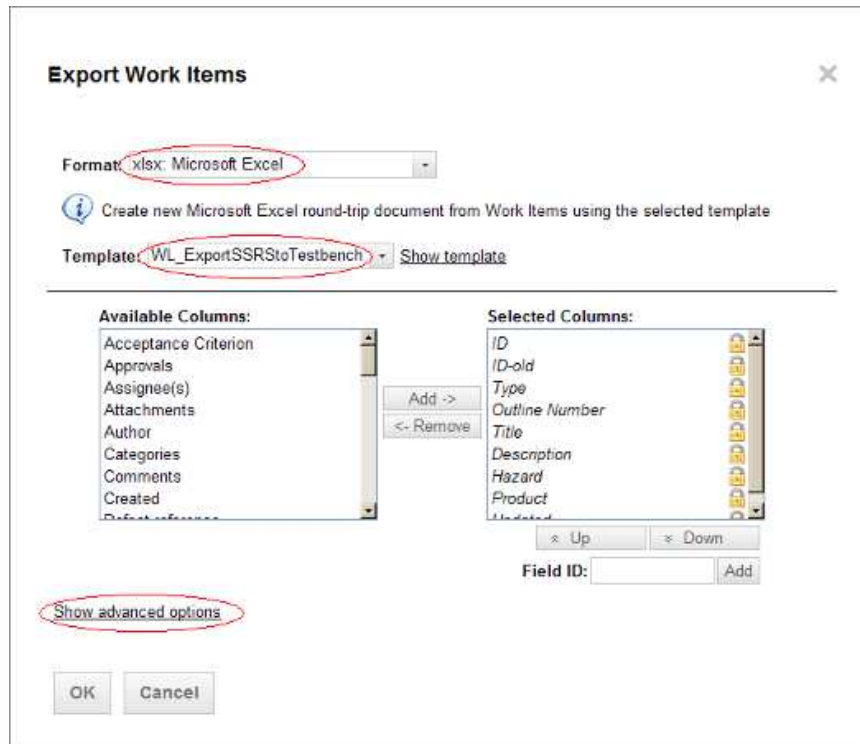 Export Work Items
Format: xlsx: Microsoft Excel
Create new Microsoft Excel round-trip document from Work Items using the selected template
Template: WL_ExportSSRStoTestbench Show template
Available Columns:
Acceptance Criterion
Approvals
Assignee(s)
Attachments
Author
Categories
Comments
Created
Defect reference
Add ->
<- Remove
Selected Columns:
ID
ID-old
Type
Outline Number
Title
Description
Hazard
Product
Updated
Up
Down
Field ID:
Add
Show advanced options
OK
Cancel